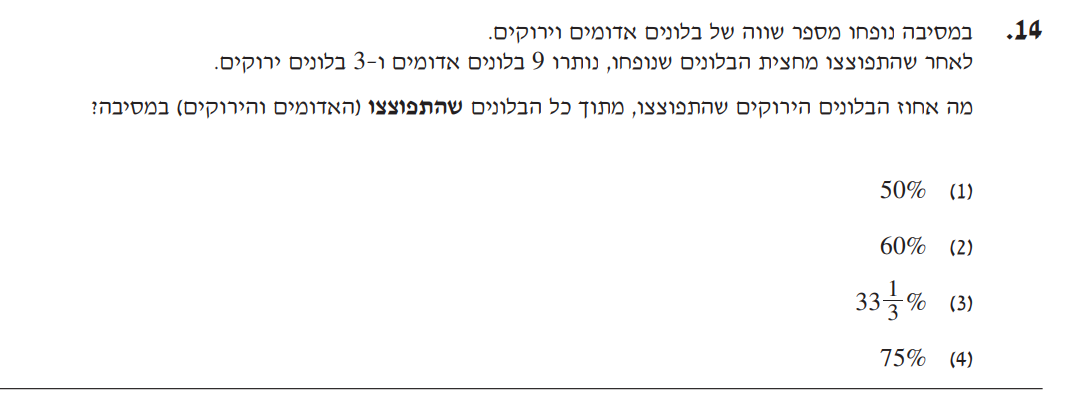 14. במסיבה נופחו מספר שווה של בלונים אדומים וירוקים.
לאחר שהתפוצצו מחצית הבלונים שנופחו, נותרו 9 בלונים אדומים ו-3 בלונים ירוקים.
מה אחוז הבלונים הירוקים שהתפוצצו, מתוך כל הבלונים שהתפוצצו (האדומים והירוקים) במסיבה?
(1) 50%
(2) 60%
(3) 33 1/3 %
(4) 75%